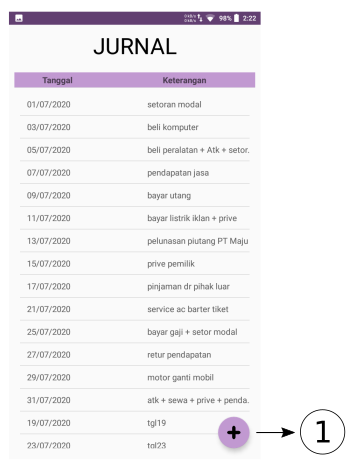 0 kB/s
0 kB/s
98%
2:22
JURNAL
Tanggal Keterangan
01/07/2020 setoran modal
03/07/2020 beli komputer
05/07/2020 beli peralatan + Atk + setor.
07/07/2020 pendapatan jasa
09/07/2020 bayar utang
11/07/2020 bayar listrik iklan + prive
13/07/2020 pelunasan piutang PT Maju
15/07/2020 prive pemilik
17/07/2020 pinjaman dr pihak luar
21/07/2020 service ac barter tiket
25/07/2020 bayar gaji + setor modal
27/07/2020 retur pendapatan
29/07/2020 motor ganti mobil
31/07/2020 atk + sewa + prive + penda.
19/07/2020 tgl19
23/07/2020 tgl23
+
1